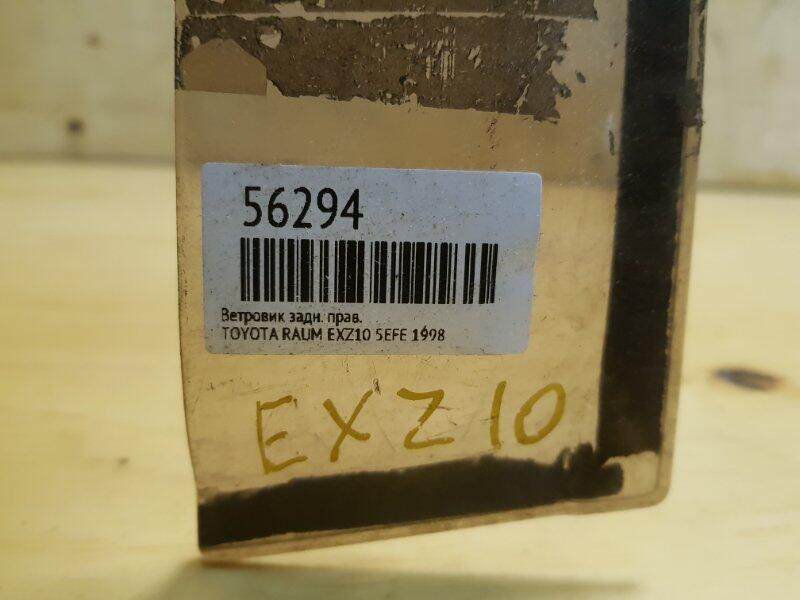 56294
Ветровик задн. прав.
TOYOTA RAUM EXZ10 5EFE 1998
EXZ10